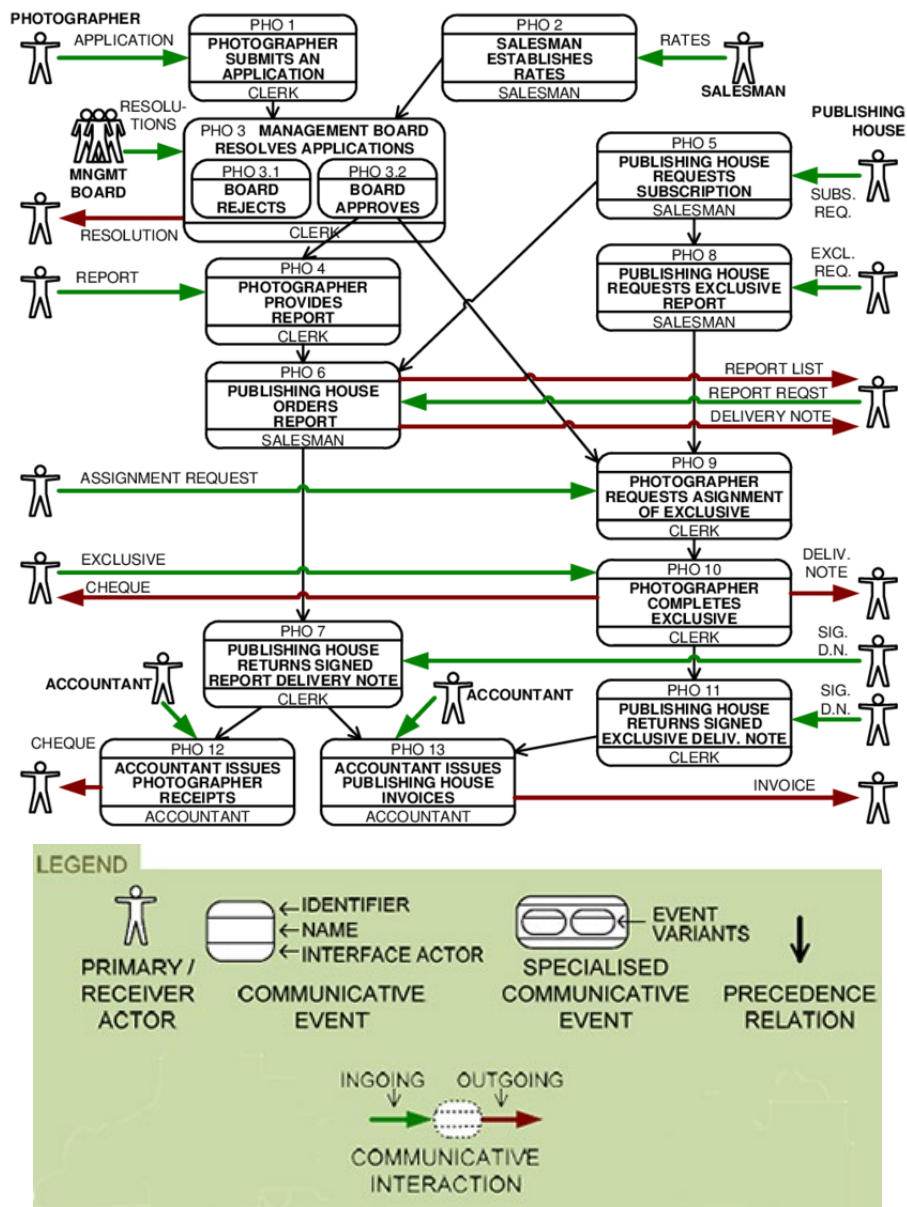 PHOTOGRAPHER
APPLICATION
PHO 1
PHOTOGRAPHER
SUBMITS AN
APPLICATION
CLERK
PHO 2
SALESMAN
ESTABLISHES
RATES
SALESMAN
RATES
SALESMAN
RESOLU-
TIONS
MNGMT
BOARD
PHO 3 MANAGEMENT BOARD
RESOLVES APPLICATIONS
PHO 3.1
BOARD
REJECTS
PHO 3.2
BOARD
APPROVES
CLERK
RESOLUTION
PUBLISHING
HOUSE
PHO 5
PUBLISHING HOUSE
REQUESTS
SUBSCRIPTION
SALESMAN
SUBS.
REQ.
REPORT
PHO 4
PHOTOGRAPHER
PROVIDES
REPORT
CLERK
PHO 8
PUBLISHING HOUSE
REQUESTS EXCLUSIVE
REPORT
SALESMAN
EXCL.
REQ.
PHO 6
PUBLISHING HOUSE
ORDERS
REPORT
SALESMAN
REPORT LIST
REPORT REQST
DELIVERY NOTE
ASSIGNMENT REQUEST
PHO 9
PHOTOGRAPHER
REQUESTS ASIGNMENT
OF EXCLUSIVE
CLERK
EXCLUSIVE
CHEQUE
PHO 10
PHOTOGRAPHER
COMPLETES
EXCLUSIVE
CLERK
DELIV.
NOTE
PHO 7
PUBLISHING HOUSE
RETURNS SIGNED
REPORT DELIVERY NOTE
CLERK
SIG.
D.N.
ACCOUNTANT
ACCOUNTANT
PHO 11
PUBLISHING HOUSE
RETURNS SIGNED
EXCLUSIVE DELIV. NOTE
CLERK
SIG.
D.N.
CHEQUE
PHO 12
ACCOUNTANT ISSUES
PHOTOGRAPHER
RECEIPTS
ACCOUNTANT
PHO 13
ACCOUNTANT ISSUES
PUBLISHING HOUSE
INVOICES
ACCOUNTANT
INVOICE
LEGEND
PRIMARY /
RECEIVER
ACTOR
IDENTIFIER
NAME
INTERFACE ACTOR
COMMUNICATIVE
EVENT
EVENT
VARIANTS
SPECIALISED
COMMUNICATIVE
EVENT
PRECEDENCE
RELATION
INGOING
OUTGOING
COMMUNICATIVE
INTERACTION